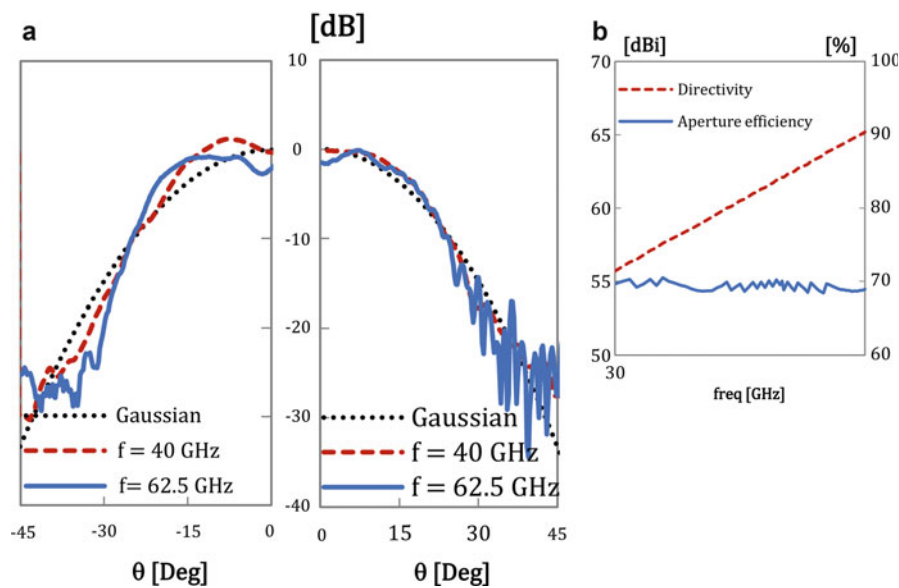 a
[dB]
b
10
0
-10
-20
-30
-40
Gaussian
f = 40 GHz
f= 62.5 GHz
-45
-30
-15
0
θ [Deg]
Gaussian
f = 40 GHz
f = 62.5 GHz
0
15
30
45
θ [Deg]
[dBi]
[%]
70
65
60
55
50
100
90
80
70
60
Directivity
Aperture efficiency
30
freq [GHz]